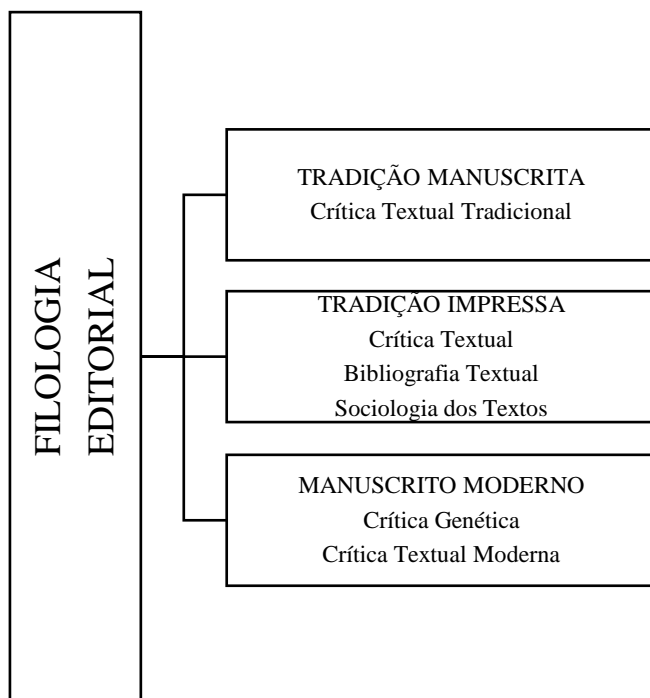 FILOLOGIA
EDITORIAL
TRADIÇÃO MANUSCRITA
Crítica Textual Tradicional
TRADIÇÃO IMPRESSA
Crítica Textual
Bibliografia Textual
Sociologia dos Textos
MANUSCRITO MODERNO
Crítica Genética
Crítica Textual Moderna